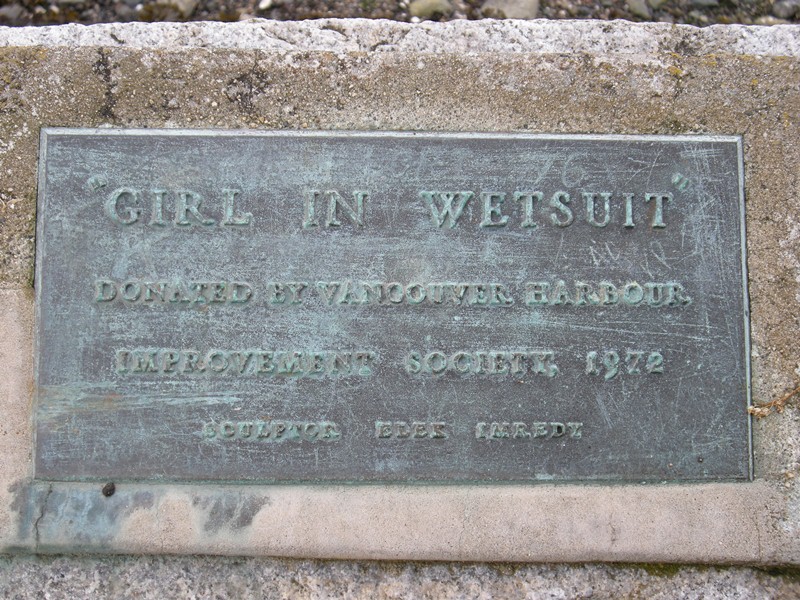 "GIRL IN WETSUIT"
DONATED BY VANCOUVER HARBOUR
IMPROVEMENT SOCIETY, 1972
SCULPTOR ELEK IMREDY